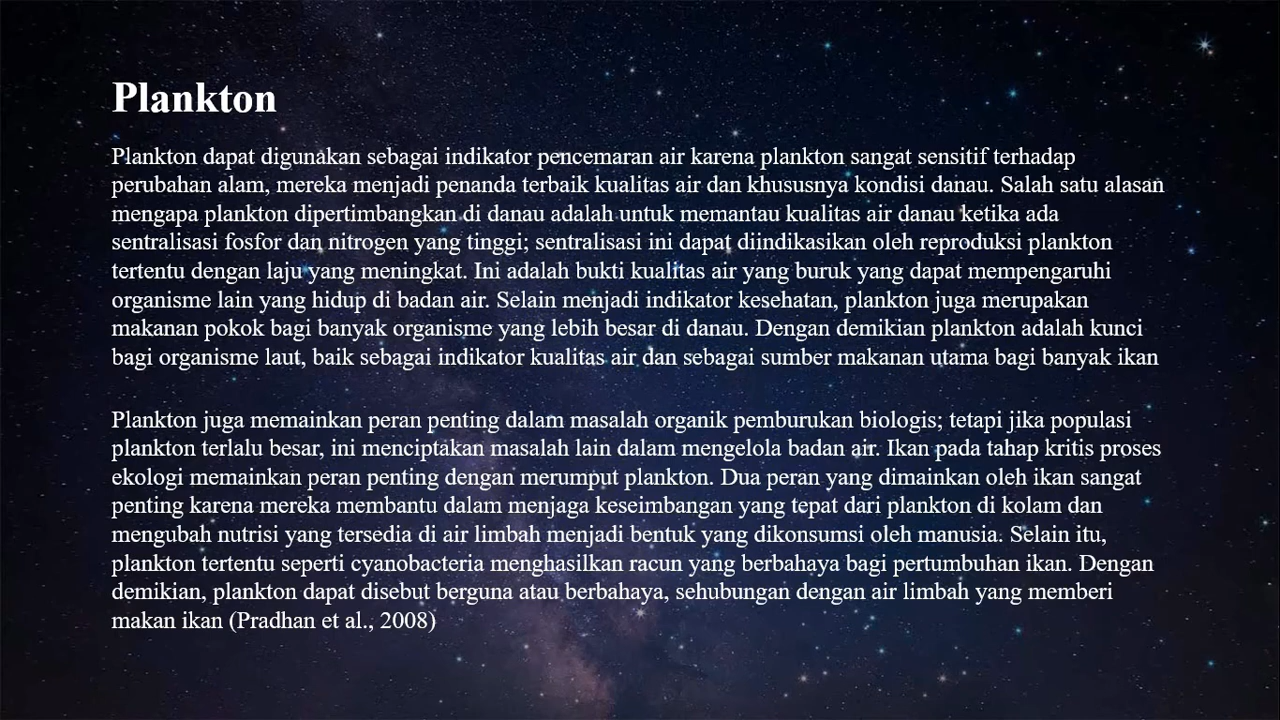 Plankton
Plankton dapat digunakan sebagai indikator pencemaran air karena plankton sangat sensitif terhadap
perubahan alam, mereka menjadi penanda terbaik kualitas air dan khususnya kondisi danau. Salah satu alasan
mengapa plankton dipertimbangkan di danau adalah untuk memantau kualitas air danau ketika ada
sentralisasi fosfor dan nitrogen yang tinggi; sentralisasi ini dapat diindikasikan oleh reproduksi plankton
tertentu dengan laju yang meningkat. Ini adalah bukti kualitas air yang buruk yang dapat mempengaruhi
organisme lain yang hidup di badan air. Selain menjadi indikator kesehatan, plankton juga merupakan
makanan pokok bagi banyak organisme yang lebih besar di danau. Dengan demikian plankton adalah kunci
bagi organisme laut, baik sebagai indikator kualitas air dan sebagai sumber makanan utama bagi banyak ikan
Plankton juga memainkan peran penting dalam masalah organik pemburukan biologis; tetapi jika populasi
plankton terlalu besar, ini menciptakan masalah lain dalam mengelola badan air. Ikan pada tahap kritis proses
ekologi memainkan peran penting dengan merumput plankton. Dua peran yang dimainkan oleh ikan sangat
penting karena mereka membantu dalam menjaga keseimbangan yang tepat dari plankton di kolam dan
mengubah nutrisi yang tersedia di air limbah menjadi bentuk yang dikonsumsi oleh manusia. Selain itu,
plankton tertentu seperti cyanobacteria menghasilkan racun yang berbahaya bagi pertumbuhan ikan. Dengan
demikian, plankton dapat disebut berguna atau berbahaya, sehubungan dengan air limbah yang memberi
makan ikan (Pradhan et al., 2008)